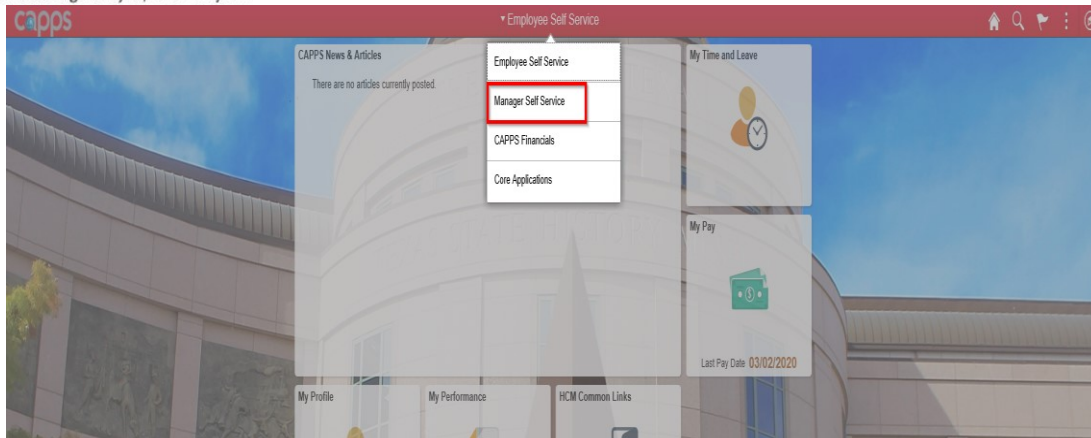 capps
▾ Employee Self Service
CAPPS News & Articles
There are no articles currently posted.
Employee Self Service
Manager Self Service
CAPPS Financials
Core Applications
My Time and Leave
My Pay
Last Pay Date 03/02/2020
My Profile
My Performance
HCM Common Links